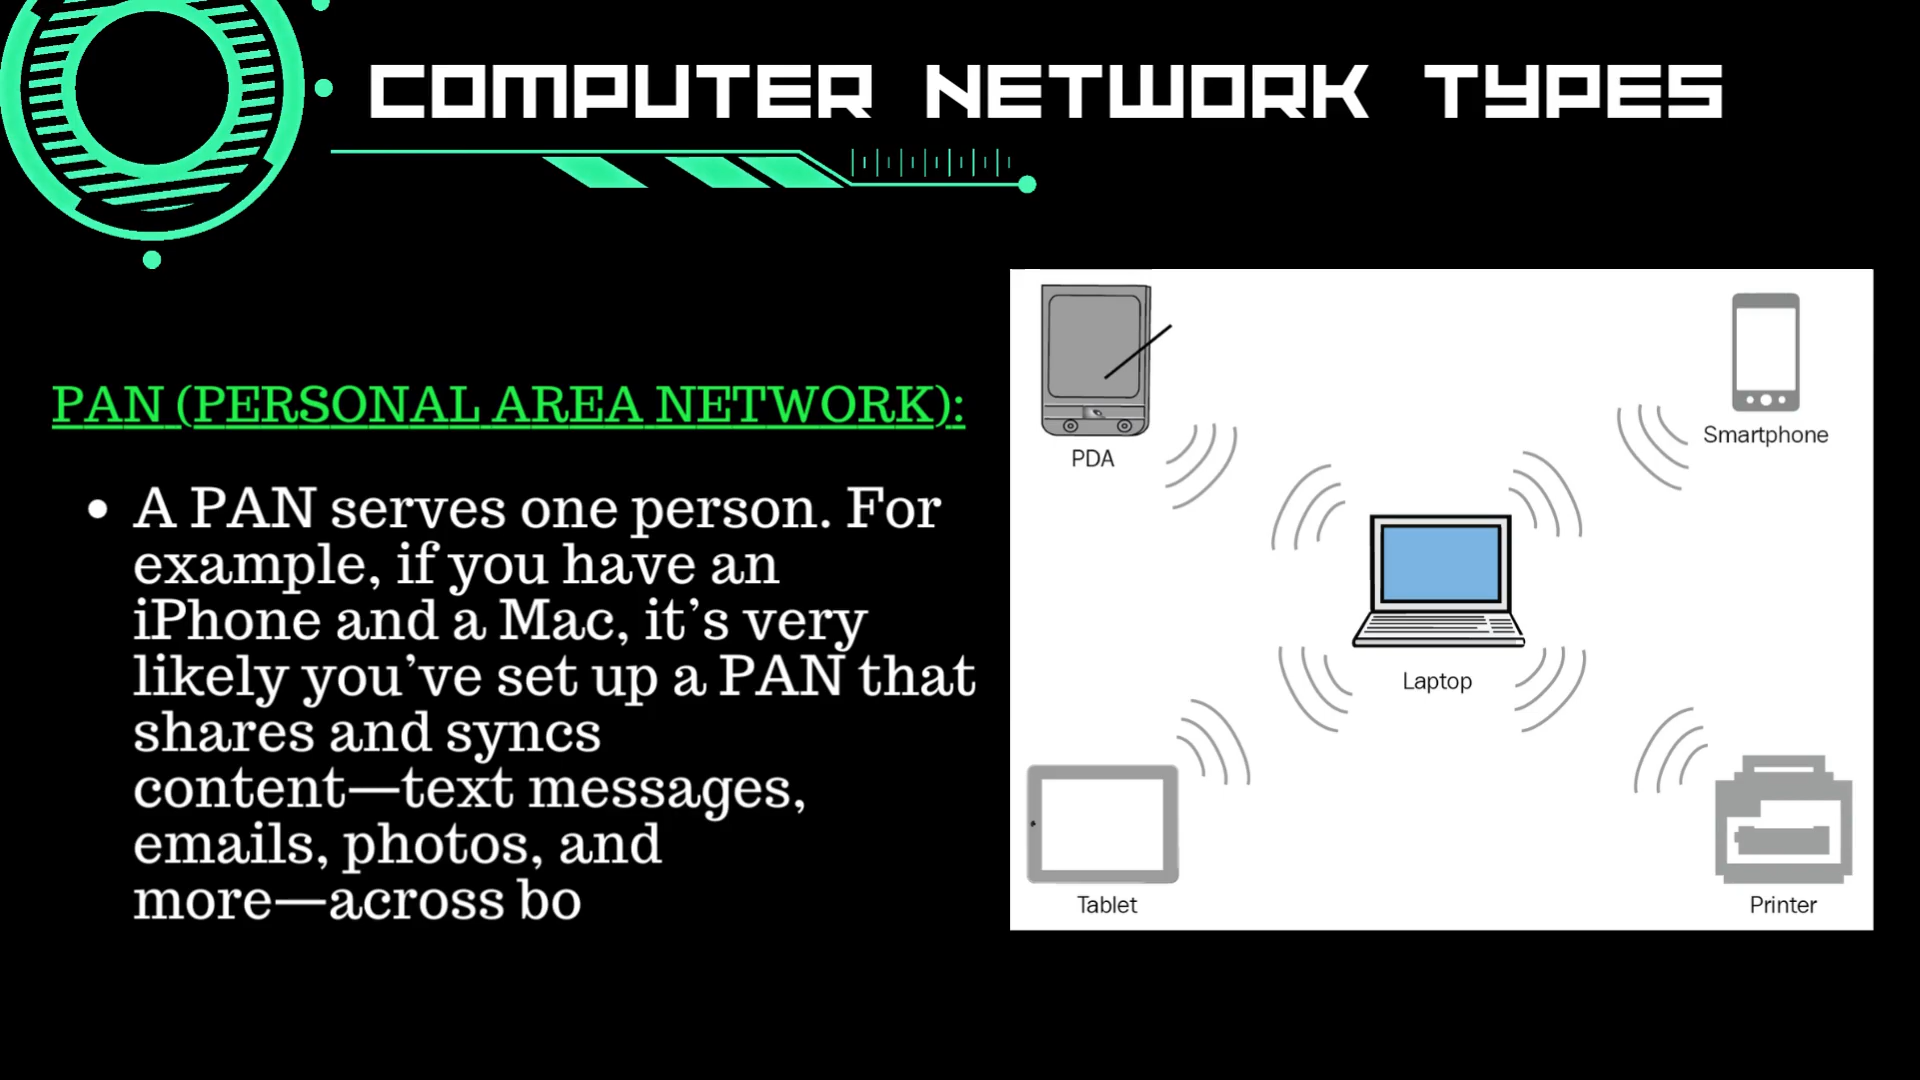 COMPUTER NETWORK TYPES
PAN (PERSONAL AREA NETWORK):
• A PAN serves one person. For
example, if you have an
iPhone and a Mac, it’s very
likely you’ve set up a PAN that
shares and syncs
content—text messages,
emails, photos, and
more—across bo
PDA
Smartphone
Laptop
Tablet
Printer